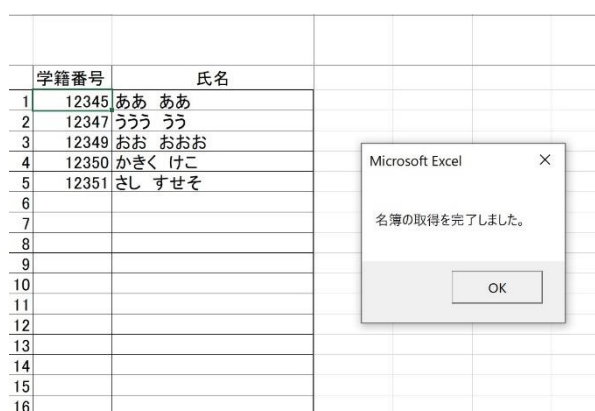 学籍番号 氏名
1 12345 ああ ああ
2 12347 ううう うう
3 12349 おお おおお
4 12350 かきく けこ
5 12351 さし すせそ
6
7
8
9
10
11
12
13
14
15
16
Microsoft Excel
名簿の取得を完了しました。
OK